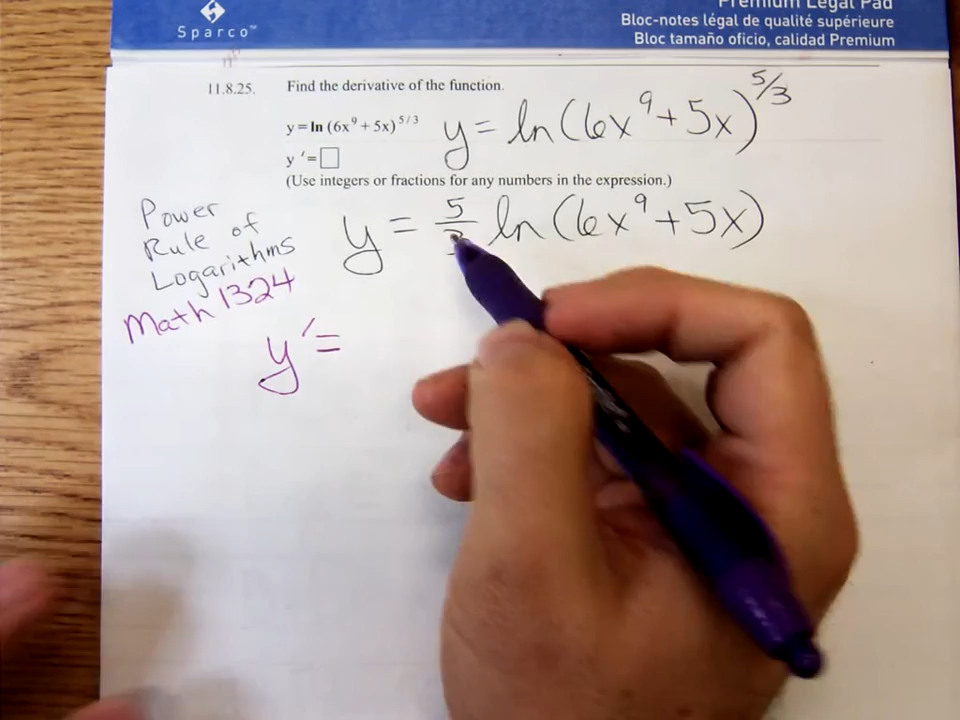 Sparco™
Premium Legal Pad
Bloc-notes légal de qualité supérieure
Bloc tamaño oficio, calidad Premium
11.8.25. Find the derivative of the function.
y = ln (6x⁹ + 5x)^5/3
y = ln(6x⁹+5x)^5/3
y ′=
(Use integers or fractions for any numbers in the expression.)
Power
Rule of
Logarithms
Math 1324
y = 5/3 ln(6x⁹+5x)
y′=